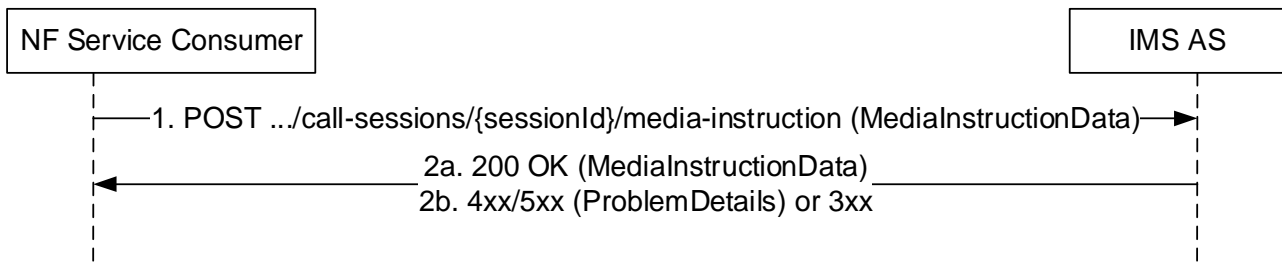 NF Service Consumer
IMS AS
1. POST .../call-sessions/{sessionId}/media-instruction (MediaInstructionData)
2a. 200 OK (MediaInstructionData)
2b. 4xx/5xx (ProblemDetails) or 3xx